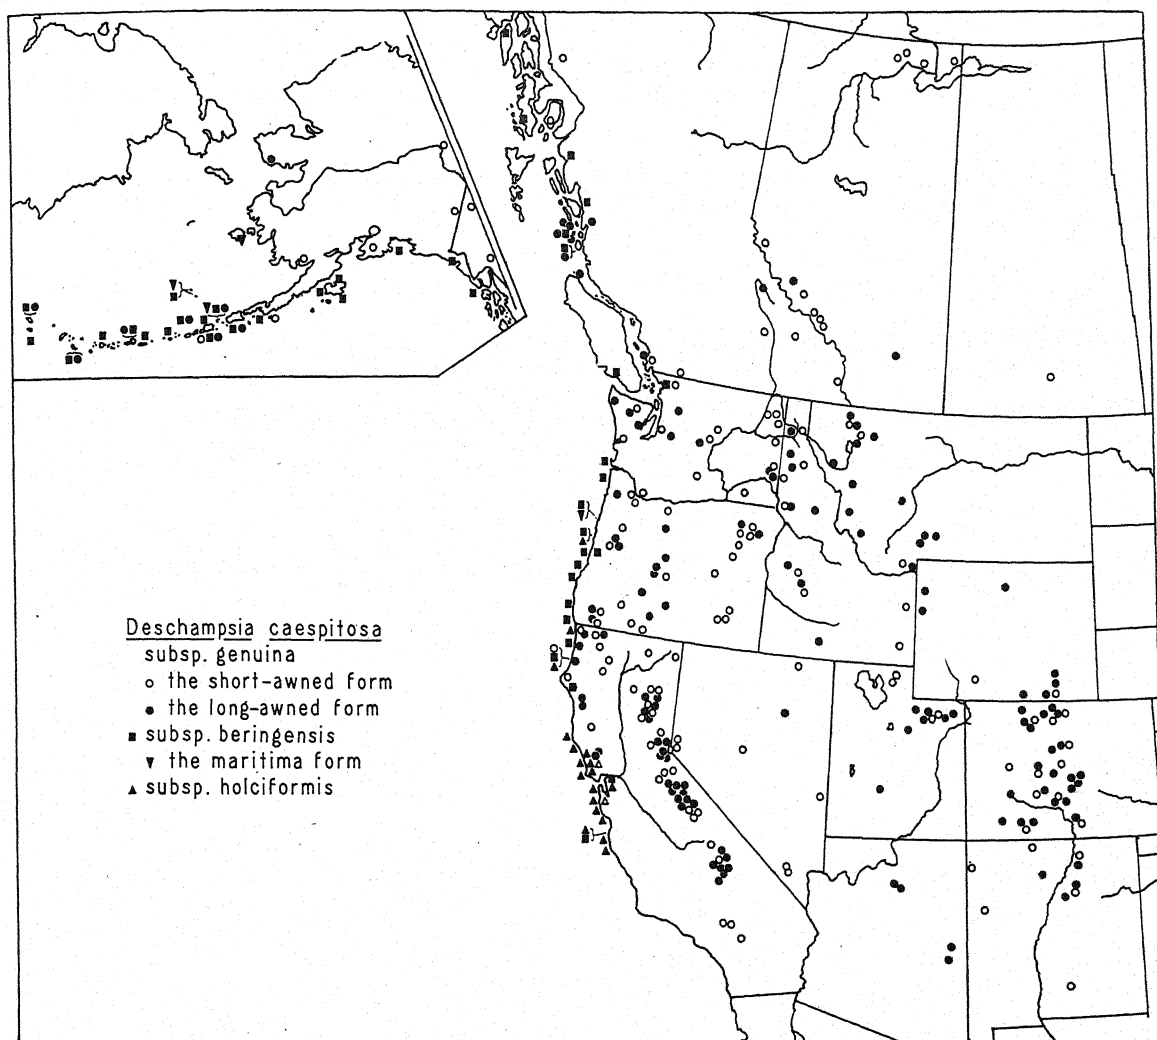 Deschampsia caespitosa
subsp. genuina
the short-awned form
the long-awned form
subsp. beringensis
the maritima form
subsp. holciformis